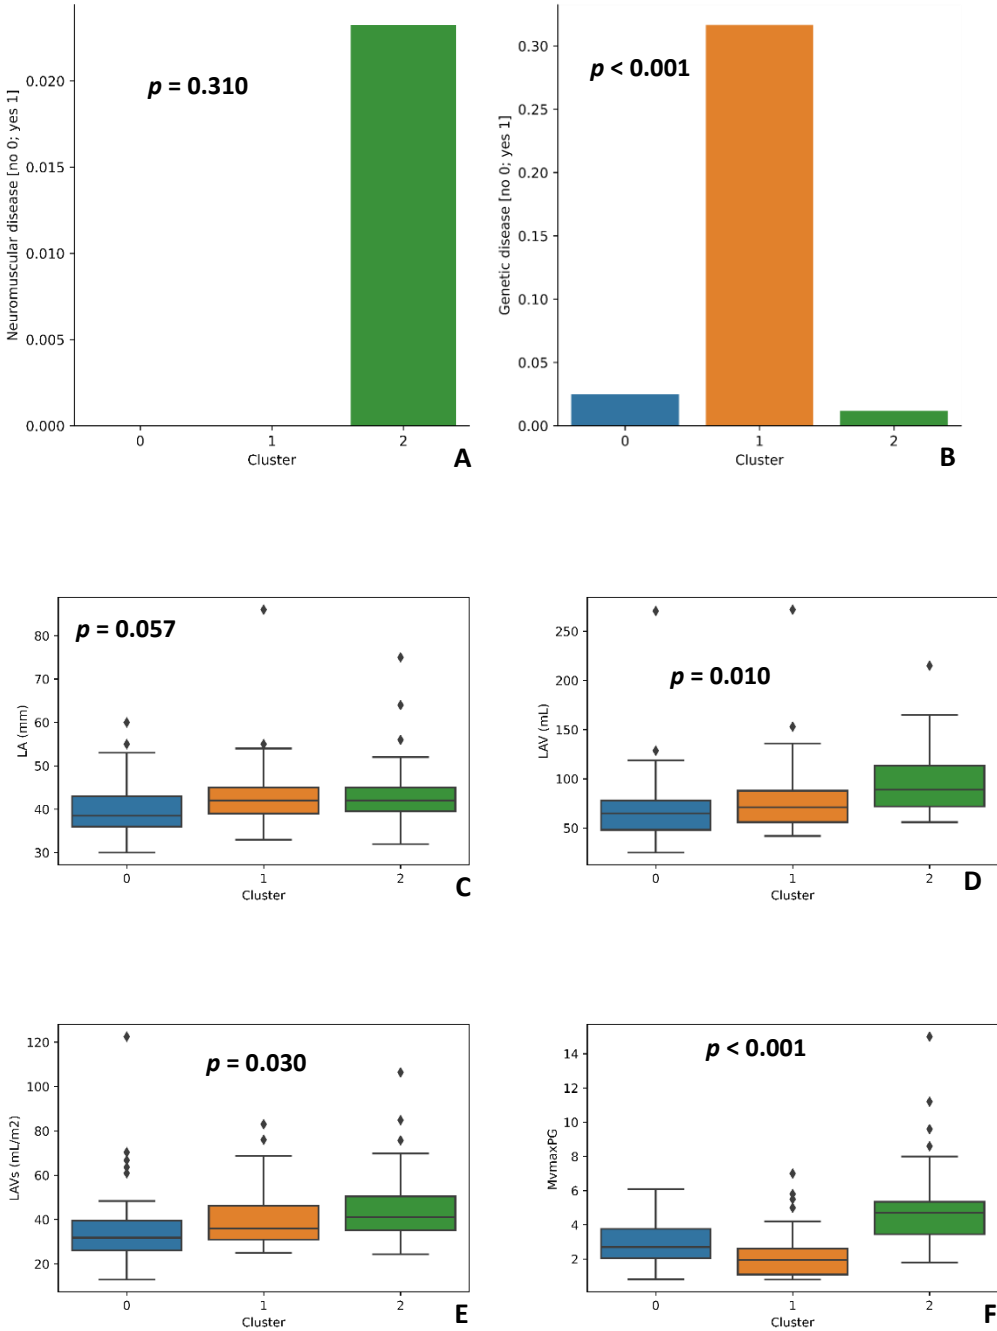 Neuromuscular disease [no 0; yes 1]
0.020
0.015
0.010
0.005
0.000
p = 0.310
0
1
2
Cluster
A
Genetic disease [no 0; yes 1]
0.30
0.25
0.20
0.15
0.10
0.05
0.00
p < 0.001
0
1
2
Cluster
B
LA (mm)
80
70
60
50
40
30
p = 0.057
0
1
2
Cluster
C
LAV (mL)
250
200
150
100
50
p = 0.010
0
1
2
Cluster
D
LAVs (mL/m2)
120
100
80
60
40
20
p = 0.030
0
1
2
Cluster
E
MvmaxPG
14
12
10
8
6
4
2
p < 0.001
0
1
2
Cluster
F